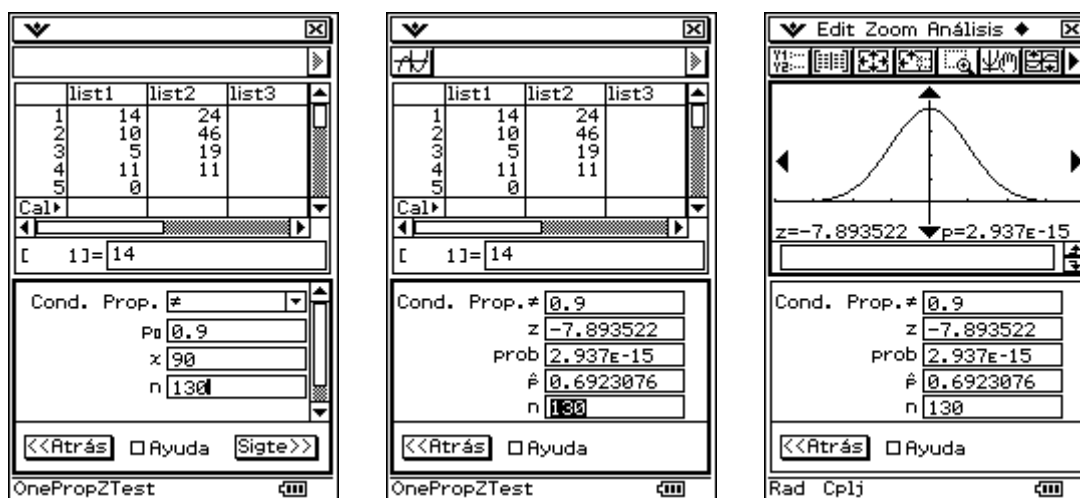 list1 list2 list3
1 14 24
2 10 46
3 5 19
4 11 11
5 0
Cal▶
[ 1]= 14
Cond. Prop. ≠
p0 0.9
x 90
n 130
<<Atrás □ Ayuda Sigte>>
OnePropZTest
list1 list2 list3
1 14 24
2 10 46
3 5 19
4 11 11
5 0
Cal▶
[ 1]= 14
Cond. Prop.≠ 0.9
z -7.893522
prob 2.937E-15
p̂ 0.6923076
n 130
<<Atrás □ Ayuda
OnePropZTest
Edit Zoom Análisis ◆
Y1:... Y2:...
z=-7.893522 p=2.937E-15
Cond. Prop.≠ 0.9
z -7.893522
prob 2.937E-15
p̂ 0.6923076
n 130
<<Atrás □ Ayuda
Rad Cplj